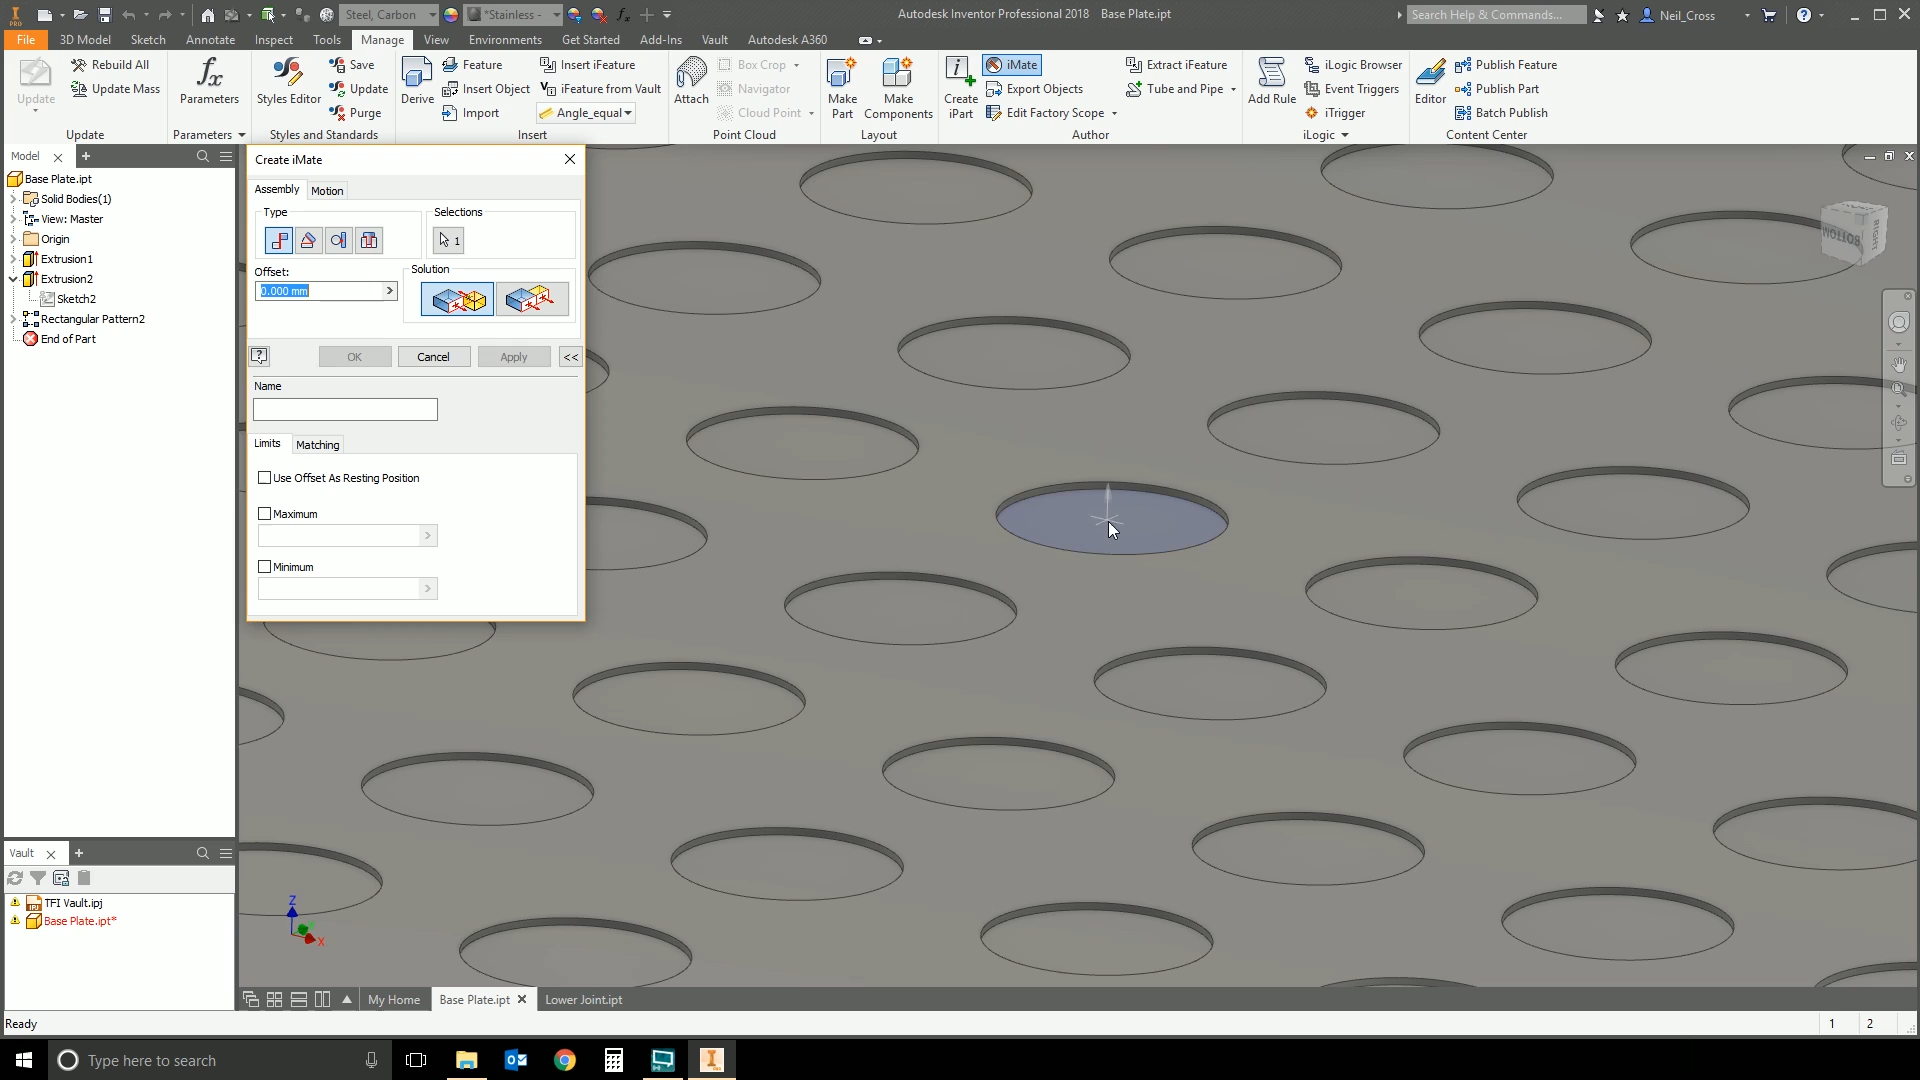 Steel, Carbon
*Stainless -
Autodesk Inventor Professional 2018 Base Plate.ipt
Search Help & Commands...
Neil_Cross
File 3D Model Sketch Annotate Inspect Tools Manage View Environments Get Started Add-Ins Vault Autodesk A360
Update
Rebuild All
Update Mass
Update
fx
Parameters
Parameters
Styles Editor
Save
Update
Purge
Styles and Standards
Derive
Feature
Insert Object
Import
Insert iFeature
iFeature from Vault
Angle_equal
Insert
Attach
Box Crop
Navigator
Cloud Point
Point Cloud
Make Part
Make Components
Layout
Create iPart
iMate
Export Objects
Edit Factory Scope
Extract iFeature
Tube and Pipe
Author
Add Rule
iLogic Browser
Event Triggers
iTrigger
iLogic
Editor
Publish Feature
Publish Part
Batch Publish
Content Center
Model
Base Plate.ipt
Solid Bodies(1)
View: Master
Origin
Extrusion1
Extrusion2
Sketch2
Rectangular Pattern2
End of Part
Create iMate
Assembly Motion
Type
Selections
1
Offset:
0.000 mm
Solution
OK Cancel Apply <<
Name
Limits Matching
Use Offset As Resting Position
Maximum
Minimum
BOTTOM
RIGHT
Vault
TFI Vault.ipj
Base Plate.ipt*
Z
X
My Home Base Plate.ipt Lower Joint.ipt
Ready
1 2
Type here to search